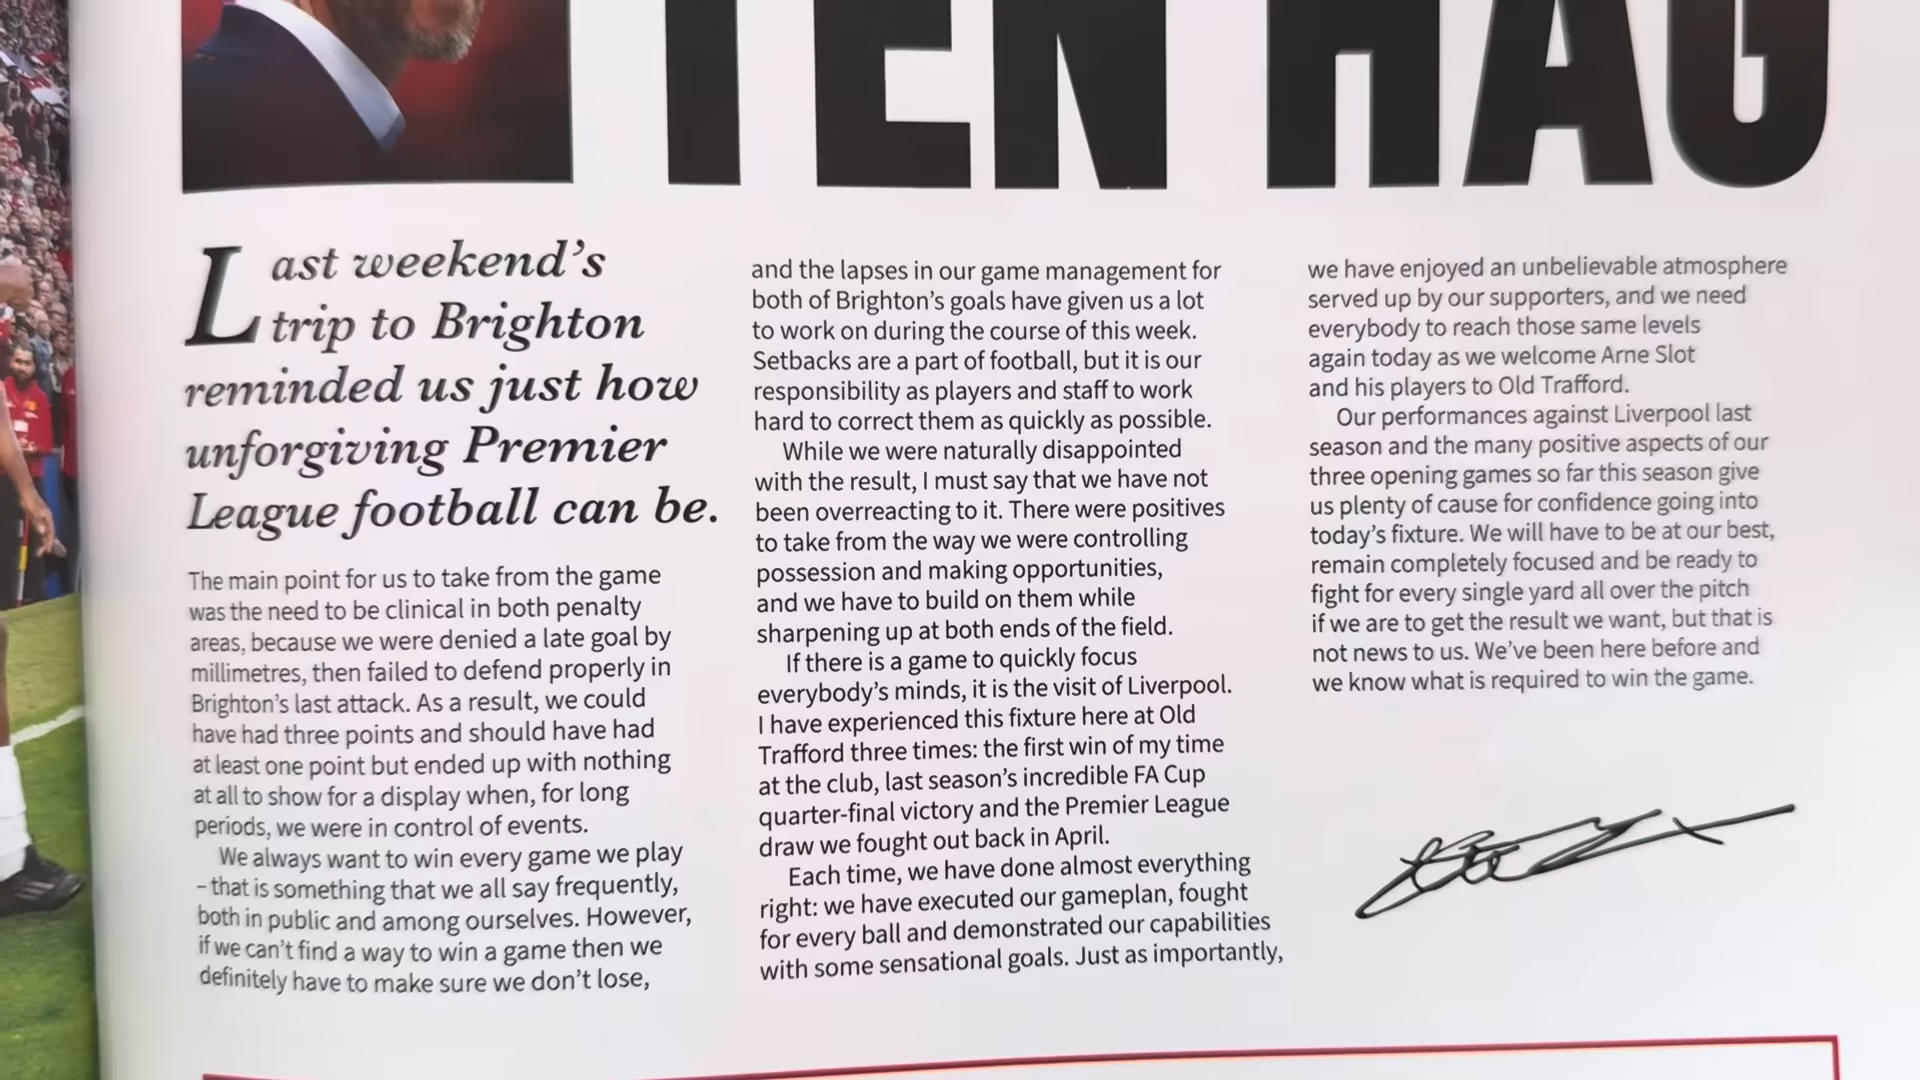 TEN HAG
Last weekend's
trip to Brighton
reminded us just how
unforgiving Premier
League football can be.
The main point for us to take from the game
was the need to be clinical in both penalty
areas, because we were denied a late goal by
millimetres, then failed to defend properly in
Brighton's last attack. As a result, we could
have had three points and should have had
at least one point but ended up with nothing
at all to show for a display when, for long
periods, we were in control of events.
We always want to win every game we play
– that is something that we all say frequently,
both in public and among ourselves. However,
if we can't find a way to win a game then we
definitely have to make sure we don't lose,
and the lapses in our game management for
both of Brighton's goals have given us a lot
to work on during the course of this week.
Setbacks are a part of football, but it is our
responsibility as players and staff to work
hard to correct them as quickly as possible.
While we were naturally disappointed
with the result, I must say that we have not
been overreacting to it. There were positives
to take from the way we were controlling
possession and making opportunities,
and we have to build on them while
sharpening up at both ends of the field.
If there is a game to quickly focus
everybody's minds, it is the visit of Liverpool.
I have experienced this fixture here at Old
Trafford three times: the first win of my time
at the club, last season's incredible FA Cup
quarter-final victory and the Premier League
draw we fought out back in April.
Each time, we have done almost everything
right: we have executed our gameplan, fought
for every ball and demonstrated our capabilities
with some sensational goals. Just as importantly,
we have enjoyed an unbelievable atmosphere
served up by our supporters, and we need
everybody to reach those same levels
again today as we welcome Arne Slot
and his players to Old Trafford.
Our performances against Liverpool last
season and the many positive aspects of our
three opening games so far this season give
us plenty of cause for confidence going into
today's fixture. We will have to be at our best,
remain completely focused and be ready to
fight for every single yard all over the pitch
if we are to get the result we want, but that is
not news to us. We've been here before and
we know what is required to win the game.